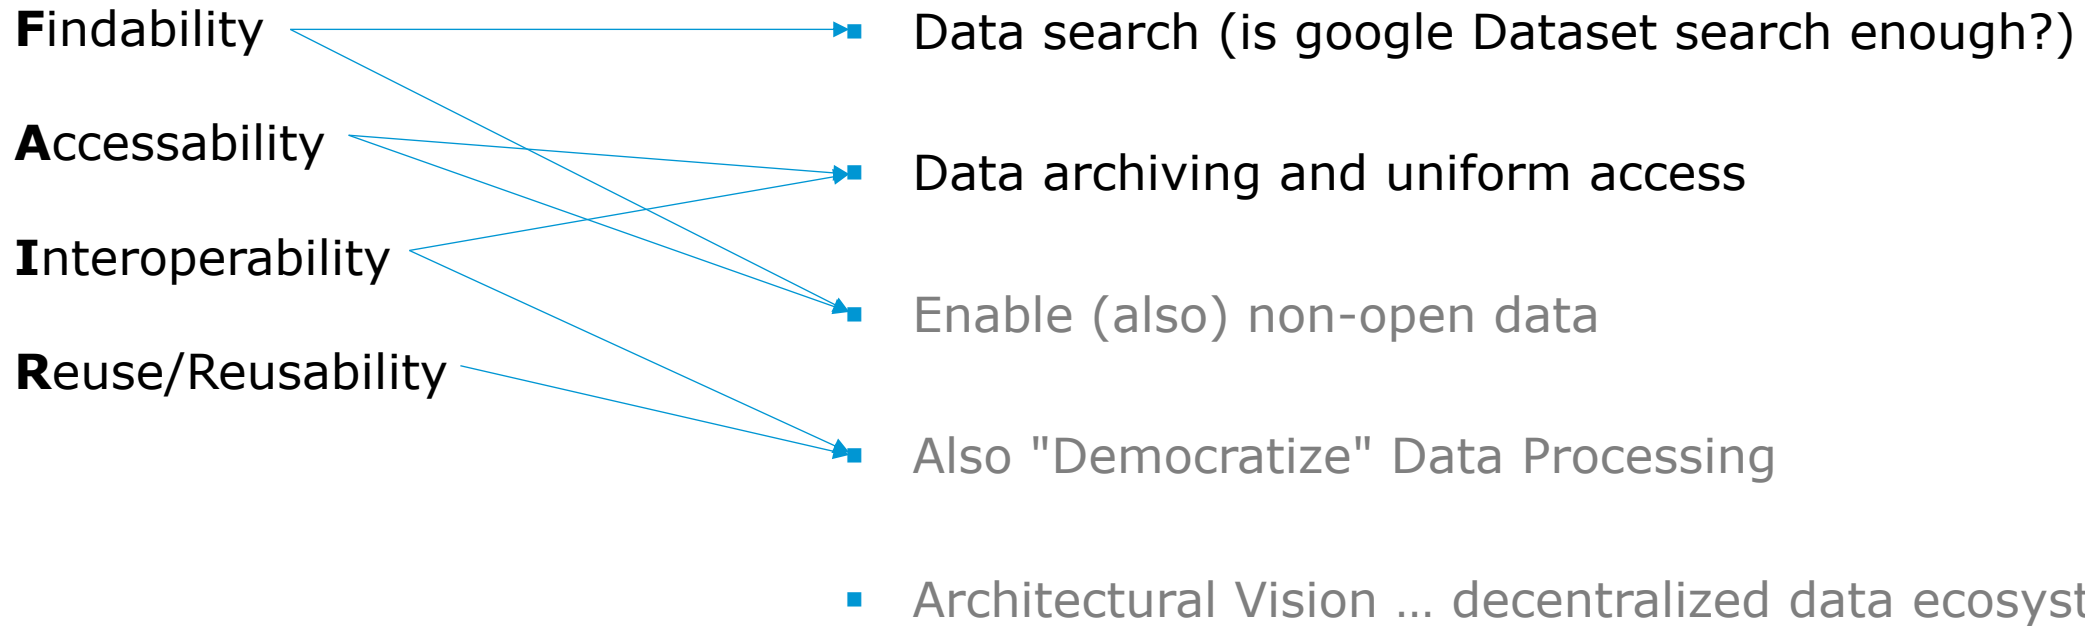 Findability
Data search (is google Dataset search enough?)
Accessability
Data archiving and uniform access
Interoperability
Enable (also) non-open data
Reuse/Reusability
Also "Democratize" Data Processing
Architectural Vision … decentralized data ecosyst